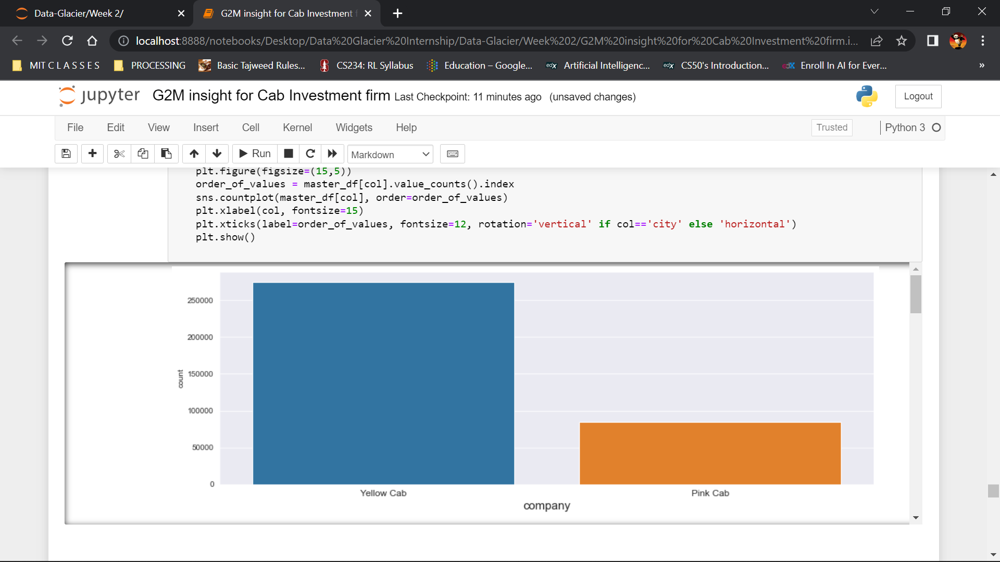 Data-Glacier/Week 2/
G2M insight for Cab Investment f
localhost:8888/notebooks/Desktop/Data%20Glacier%20Internship/Data-Glacier/Week%202/G2M%20insight%20for%20Cab%20Investment%20firm.i...
MIT C L A S S E S
PROCESSING
Basic Tajweed Rules...
CS234: RL Syllabus
Education – Google...
edX Artificial Intelligenc...
edX CS50's Introduction...
edX Enroll In AI for Ever...
»
jupyter G2M insight for Cab Investment firm Last Checkpoint: 11 minutes ago (unsaved changes)
Logout
File Edit View Insert Cell Kernel Widgets Help
Trusted
Python 3
Run
Markdown
plt.figure(figsize=(15,5))
order_of_values = master_df[col].value_counts().index
sns.countplot(master_df[col], order=order_of_values)
plt.xlabel(col, fontsize=15)
plt.xticks(label=order_of_values, fontsize=12, rotation='vertical' if col=='city' else 'horizontal')
plt.show()
250000
200000
150000
100000
50000
0
count
Yellow Cab
Pink Cab
company